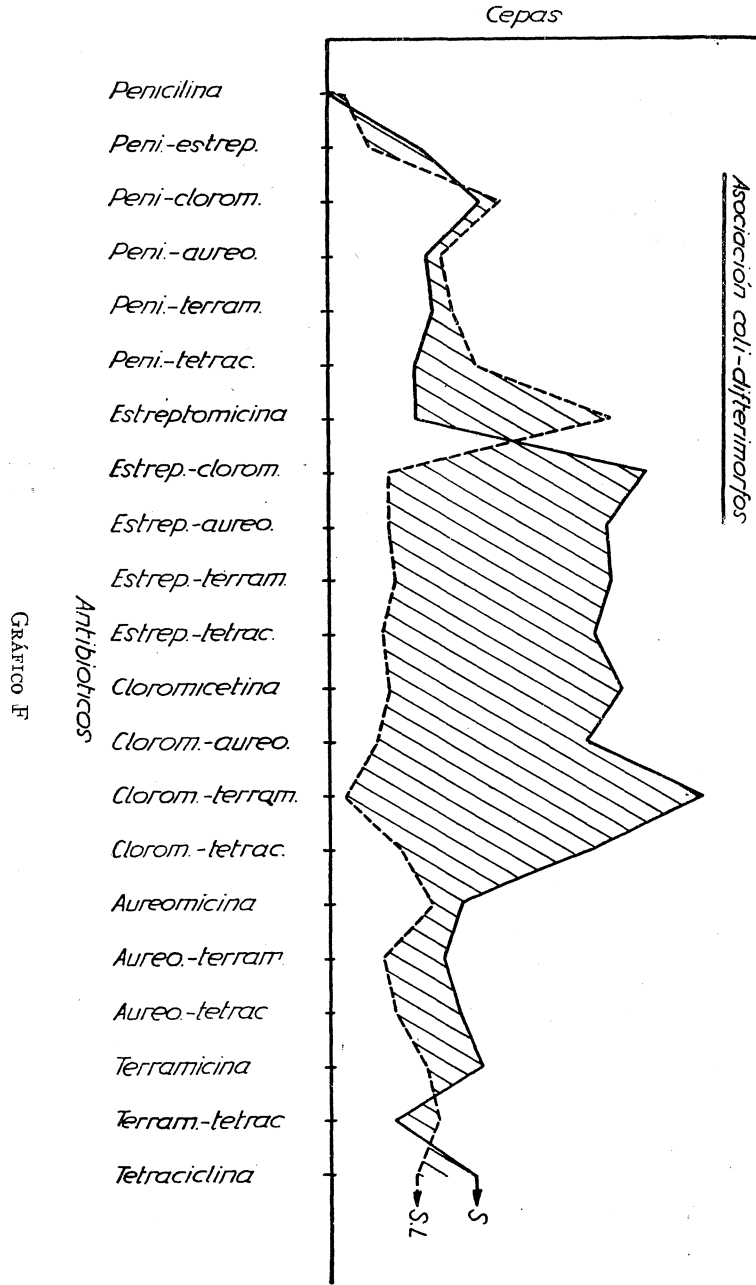 Cepas
Asociación coli-difterimorfos
Penicilina
Peni.-estrep.
Peni-clorom.
Peni.-aureo.
Peni.-terram.
Peni.-tetrac.
Estreptomicina
Estrep.-clorom.
Estrep.-aureo.
Estrep.-terram.
Estrep.-tetrac.
Cloromicetina
Clorom.-aureo.
Clorom.-terram.
Clorom.-tetrac.
Aureomicina
Aureo.-terram
Aureo.-tetrac
Terramicina
Terram.-tetrac
Tetraciclina
S
S.L
Antibioticos
GRÁFICO F